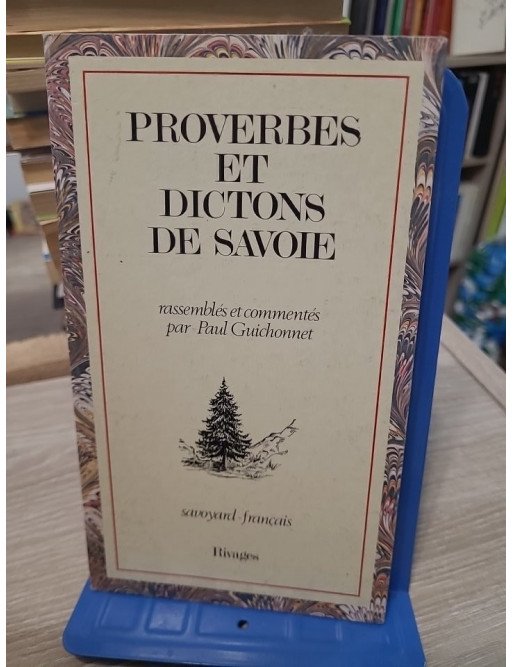 PROVERBES
ET
DICTONS
DE SAVOIE
rassemblés et commentés
par Paul Guichonnet
savoyard-français
Rivages